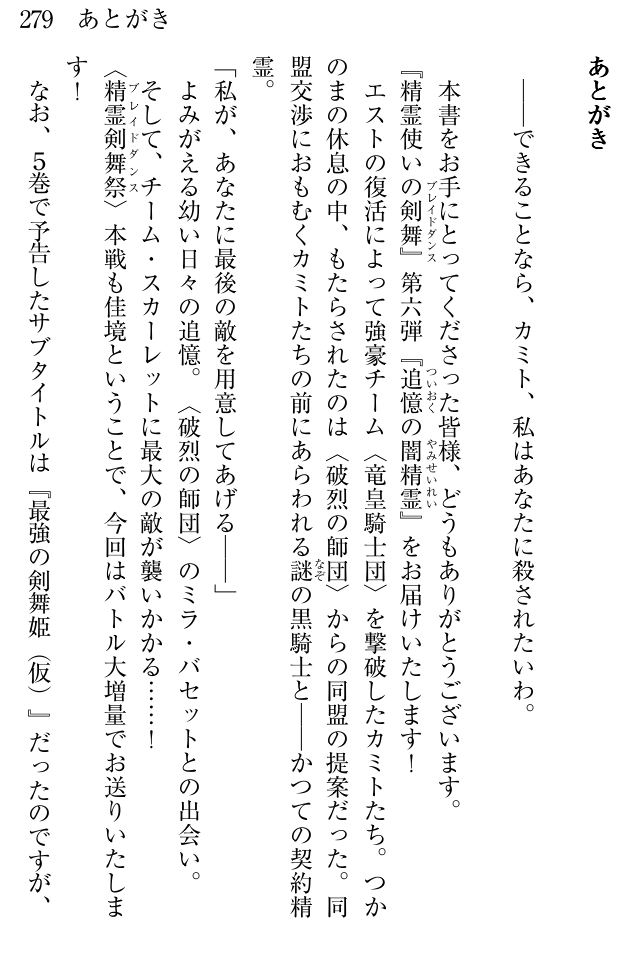 279 あとがき
あとがき
――できることなら、カミト、私はあなたに殺されたいわ。
本書をお手にとってくださった皆様、どうもありがとうございます。
『精霊使いの剣舞』第六弾『追憶の闇精霊』をお届けいたします！
ブレイドダンス
ついおく
やみせいれい
エストの復活によって強豪チーム〈竜皇騎士団〉を撃破したカミトたち。つか
のまの休息の中、もたらされたのは〈破烈の師団〉からの同盟の提案だった。同
盟交渉におもむくカミトたちの前にあらわれる謎の黒騎士と――かつての契約精
なぞ
霊。
「私が、あなたに最後の敵を用意してあげる――」
よみがえる幼い日々の追憶。〈破烈の師団〉のミラ・バセットとの出会い。
そして、チーム・スカーレットに最大の敵が襲いかかる……！
〈精霊剣舞祭〉本戦も佳境ということで、今回はバトル大増量でお送りいたしま
ブレイドダンス
す！
なお、５巻で予告したサブタイトルは『最強の剣舞姫（仮）』だったのですが、